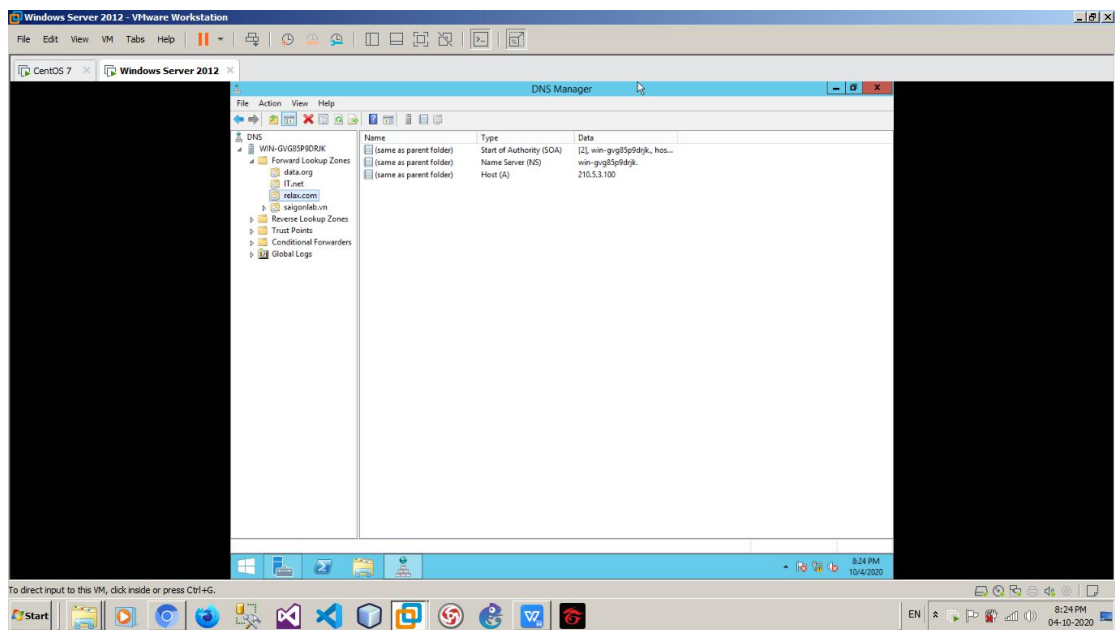 Windows Server 2012 - VMware Workstation
File Edit View VM Tabs Help
CentOS 7 Windows Server 2012
DNS Manager
File Action View Help
DNS
WIN-GVG85P9DRJK
Forward Lookup Zones
data.org
IT.net
relax.com
saigonlab.vn
Reverse Lookup Zones
Trust Points
Conditional Forwarders
Global Logs
Name Type Data
(same as parent folder) Start of Authority (SOA) [2], win-gvg85p9drjk., hos...
(same as parent folder) Name Server (NS) win-gvg85p9drjk.
(same as parent folder) Host (A) 210.5.3.100
8:24 PM
10/4/2020
To direct input to this VM, click inside or press Ctrl+G.
Start
EN
8:24 PM
04-10-2020